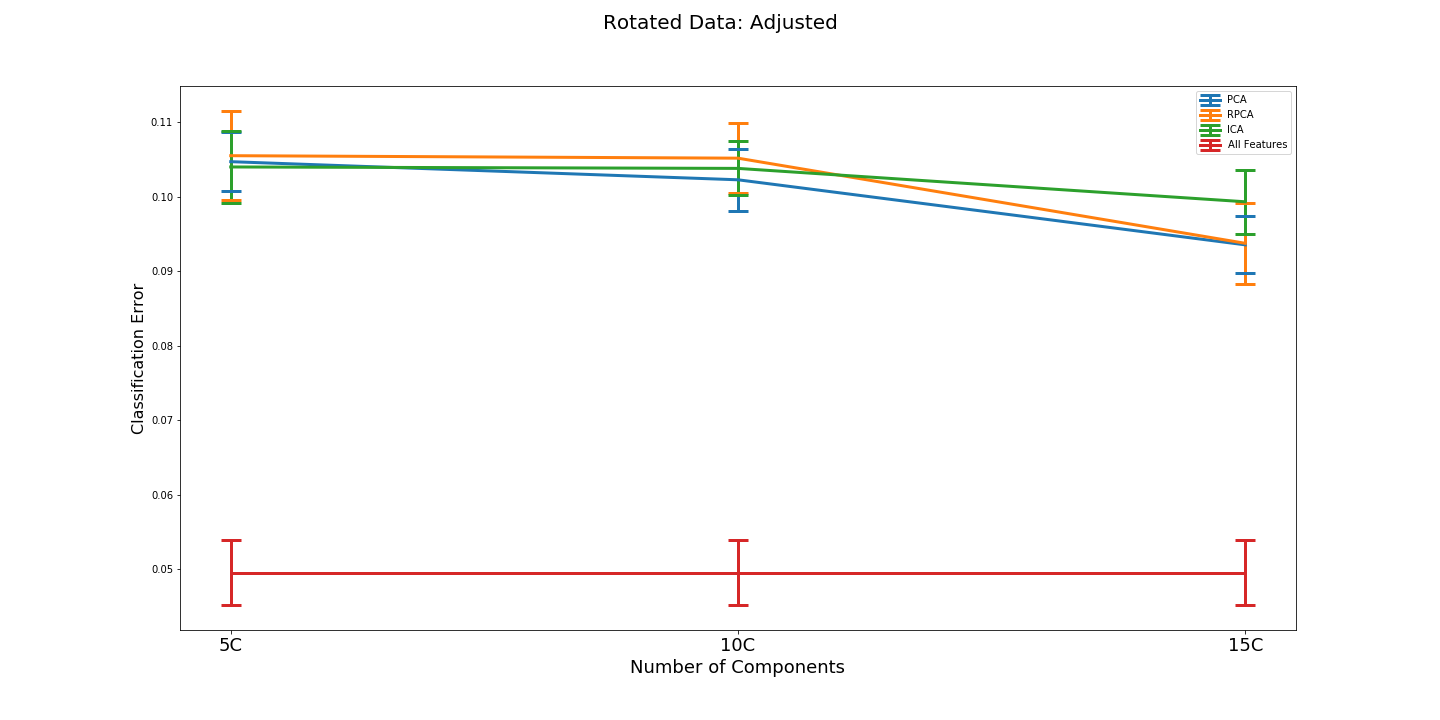 Rotated Data: Adjusted
PCA
RPCA
ICA
All Features
0.11
0.10
0.09
0.08
0.07
0.06
0.05
Classification Error
5C 10C 15C
Number of Components